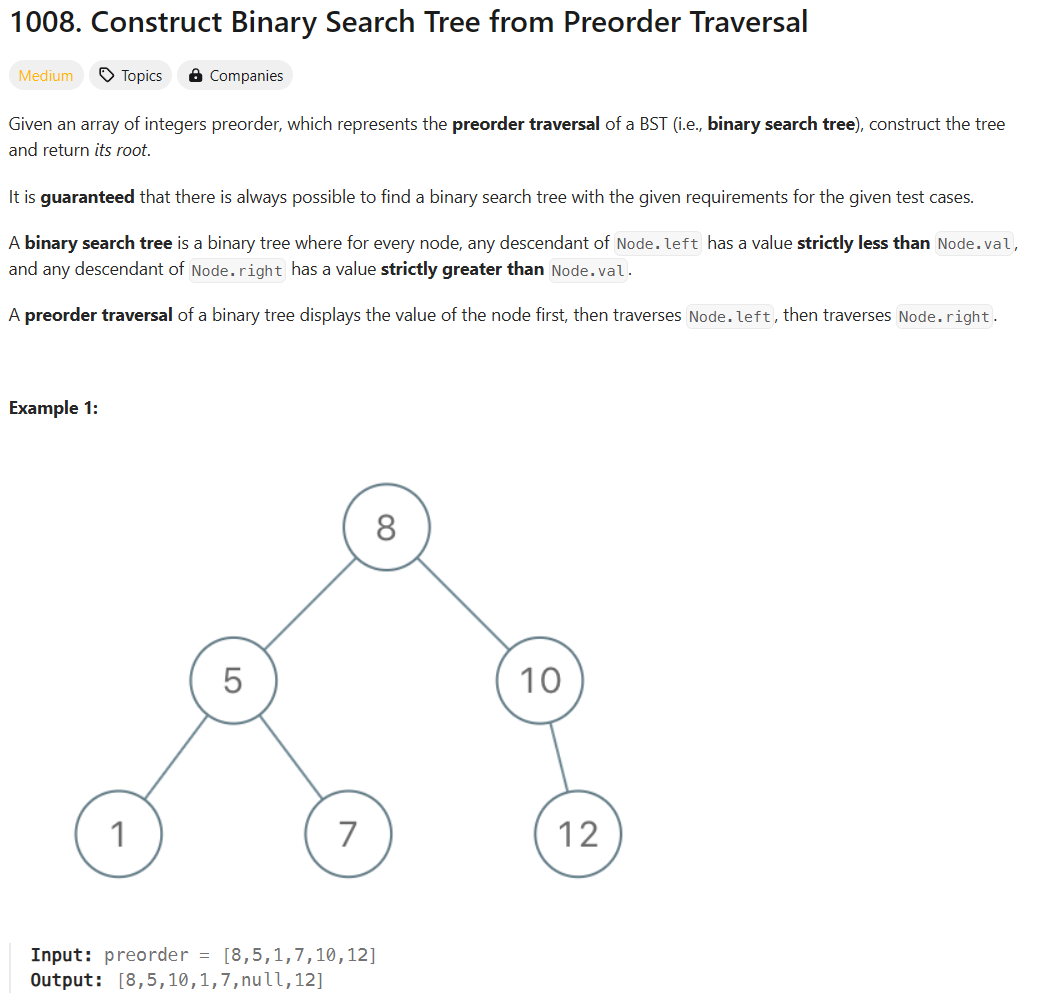 1008. Construct Binary Search Tree from Preorder Traversal
Medium Topics Companies
Given an array of integers preorder, which represents the preorder traversal of a BST (i.e., binary search tree), construct the tree
and return its root.
It is guaranteed that there is always possible to find a binary search tree with the given requirements for the given test cases.
A binary search tree is a binary tree where for every node, any descendant of Node.left has a value strictly less than Node.val,
and any descendant of Node.right has a value strictly greater than Node.val.
A preorder traversal of a binary tree displays the value of the node first, then traverses Node.left, then traverses Node.right.
Example 1:
8
5 10
1 7 12
Input: preorder = [8,5,1,7,10,12]
Output: [8,5,10,1,7,null,12]